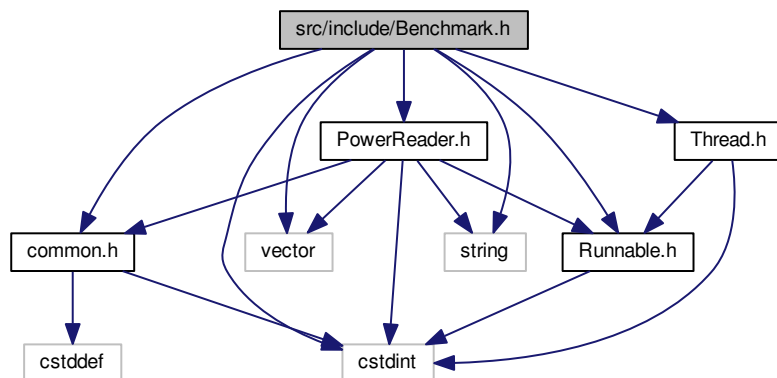 src/include/Benchmark.h
PowerReader.h
Thread.h
common.h
vector
string
Runnable.h
cstddef
cstdint